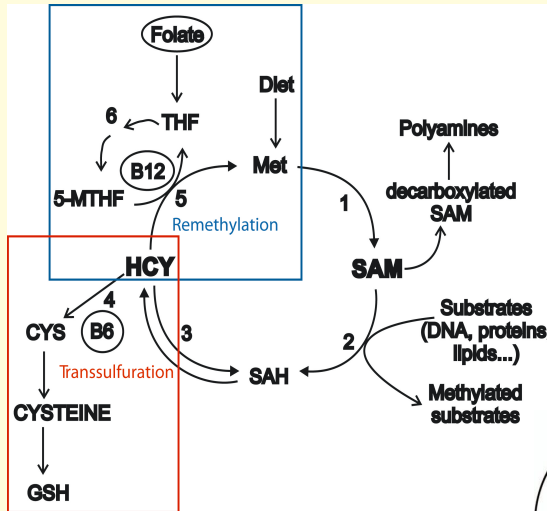 Folate
Diet
6
THF
Polyamines
B12
Met
decarboxylated
SAM
5-MTHF
5
1
Remethylation
HCY
SAM
4
CYS
B6
3
2
Substrates
(DNA, proteins
lipids...)
Transsulfuration
SAH
Methylated
substrates
CYSTEINE
GSH